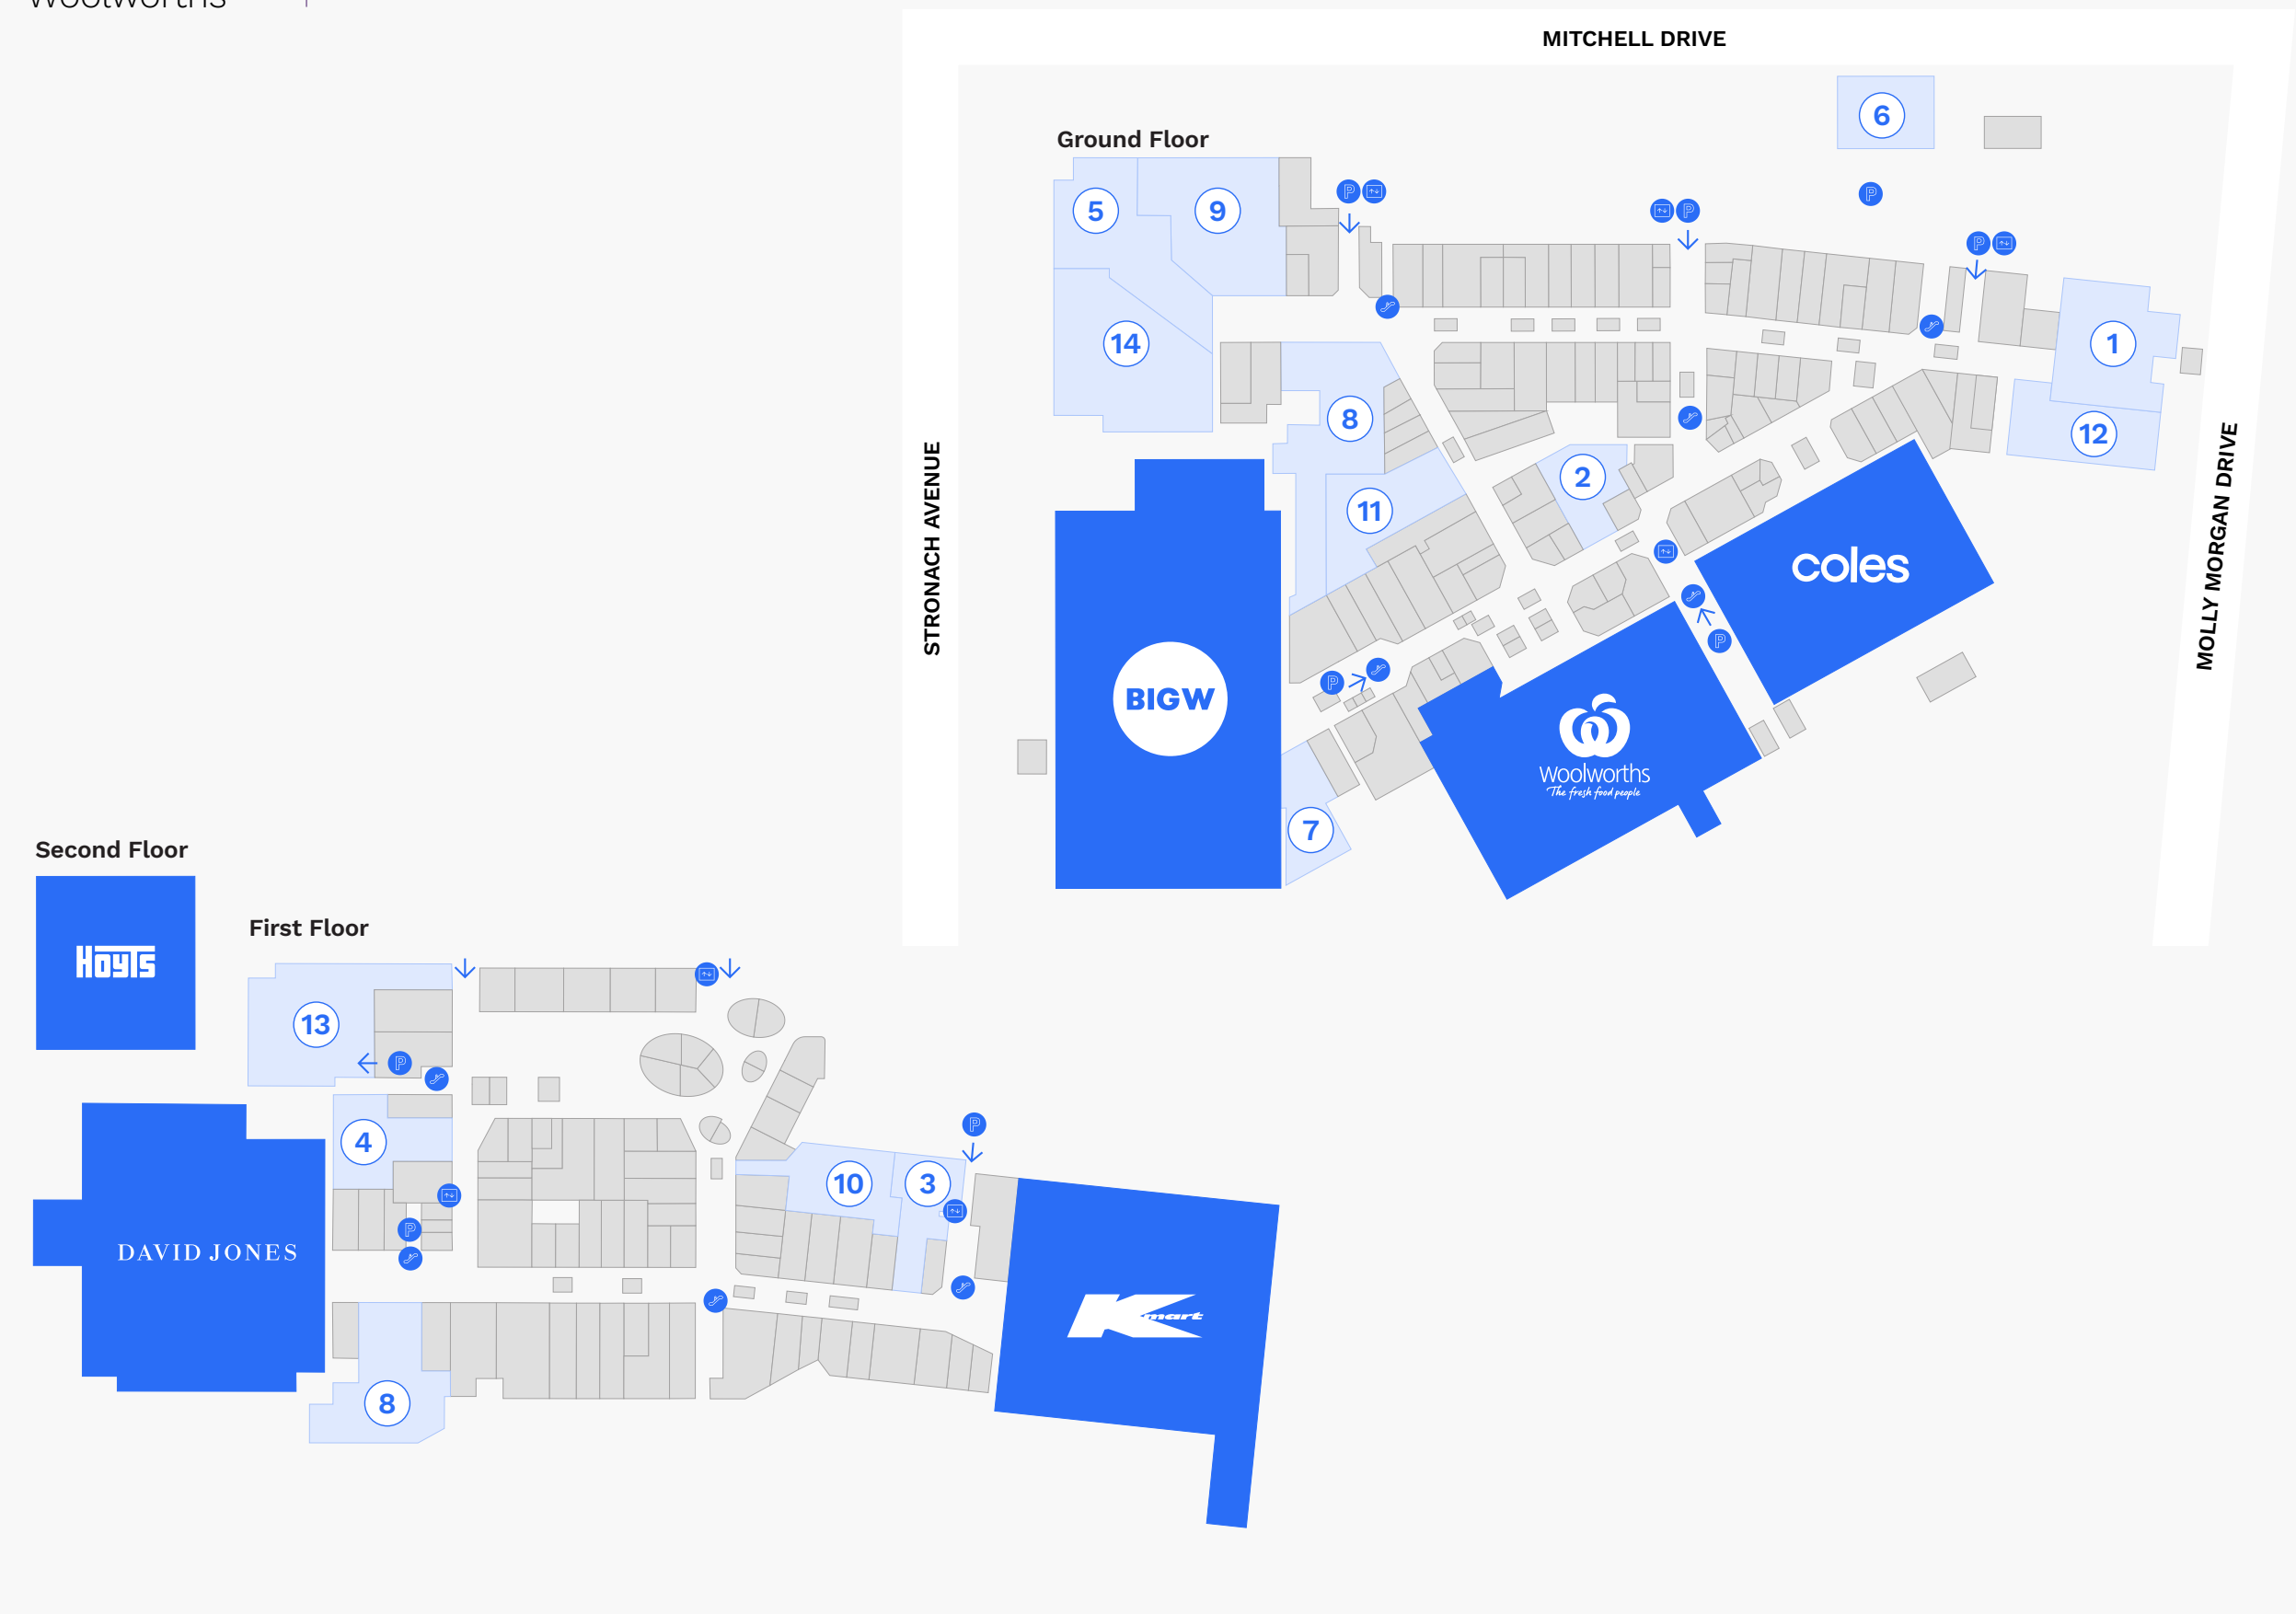 Woolworths
MITCHELL DRIVE
6
Ground Floor
5
9
P
P
P
P
14
1
8
12
2
11
STRONACH AVENUE
MOLLY MORGAN DRIVE
coles
P
P
BIGW
Woolworths
The fresh food people
7
Second Floor
HOYTS
First Floor
13
P
4
P
10
3
P
DAVID JONES
Kmart
8